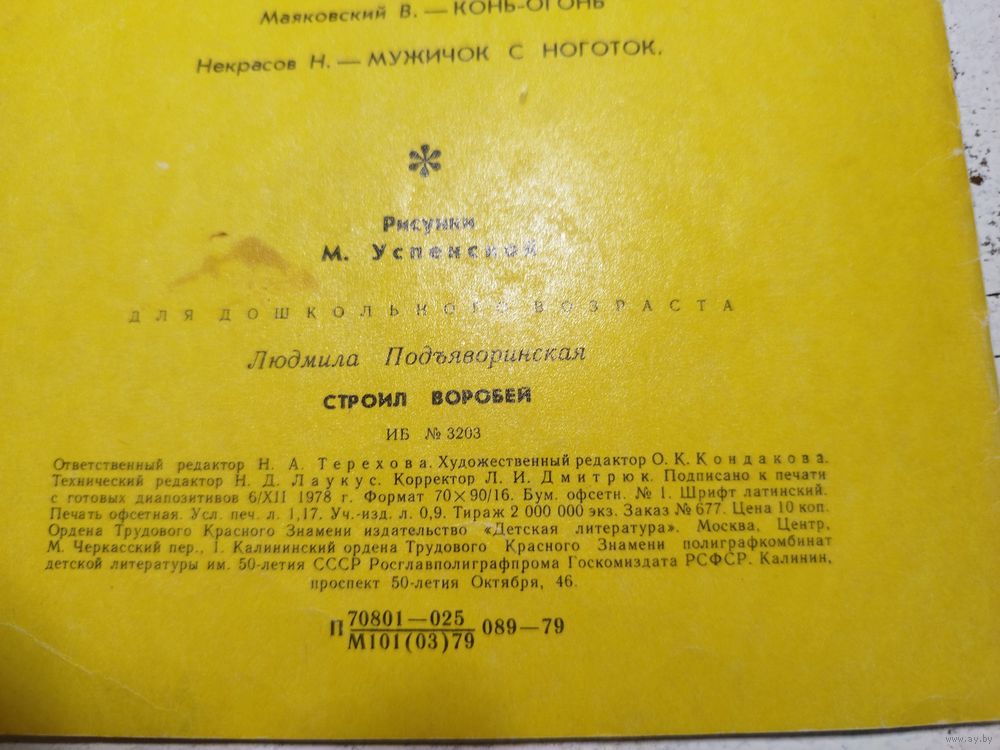 Маяковский В. — КОНЬ-ОГОНЬ
Некрасов Н. — МУЖИЧОК С НОГОТОК.
*
Рисунки
М. Успенской
ДЛЯ ДОШКОЛЬНОГО ВОЗРАСТА
Людмила Подъяворинская
СТРОИЛ ВОРОБЕЙ
ИБ № 3203
Ответственный редактор Н. А. Терехова. Художественный редактор О. К. Кондакова.
Технический редактор Н. Д. Лаукус. Корректор Л. И. Дмитрюк. Подписано к печати
с готовых диапозитивов 6/XII 1978 г. Формат 70×90/16. Бум. офсетн. № 1. Шрифт латинский.
Печать офсетная. Усл. печ. л. 1,17. Уч.-изд. л. 0,9. Тираж 2 000 000 экз. Заказ № 677. Цена 10 коп.
Ордена Трудового Красного Знамени издательство «Детская литература». Москва, Центр,
М. Черкасский пер., 1. Калининский ордена Трудового Красного Знамени полиграфкомбинат
детской литературы им. 50-летия СССР Росглавполиграфпрома Госкомиздата РСФСР. Калинин,
проспект 50-летия Октября, 46.
П 70801—025 089—79
М101(03)79
www.ay.by